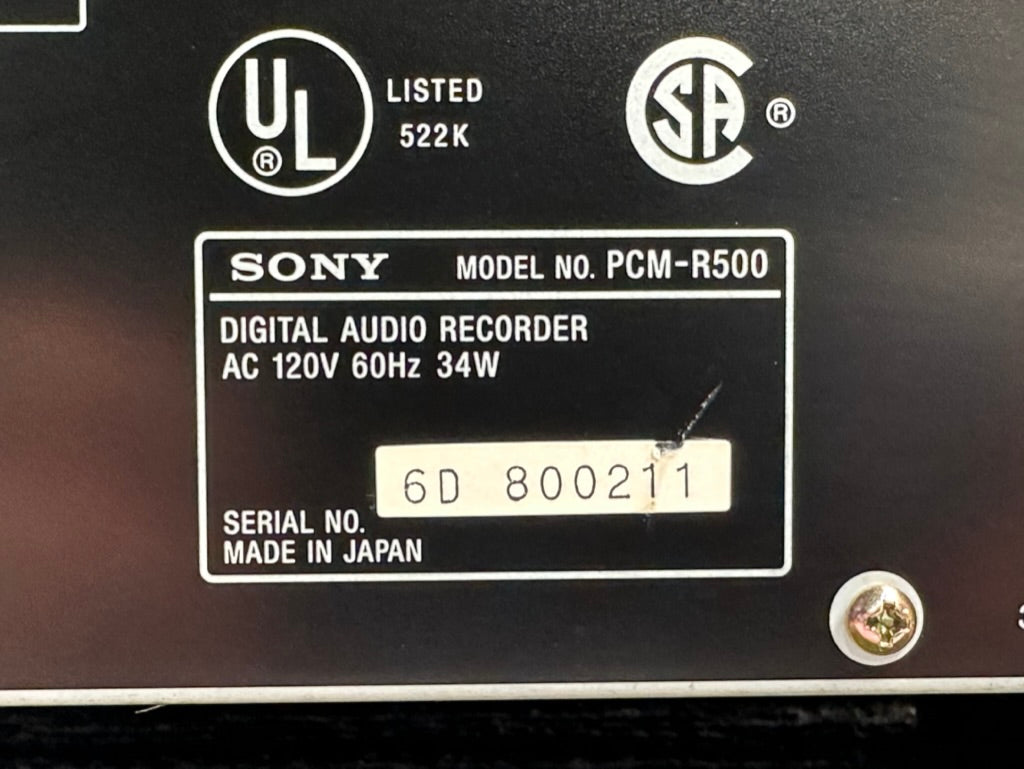 UL® LISTED 522K
CSA®
SONY MODEL NO. PCM-R500
DIGITAL AUDIO RECORDER
AC 120V 60Hz 34W
6D 800211
SERIAL NO.
MADE IN JAPAN